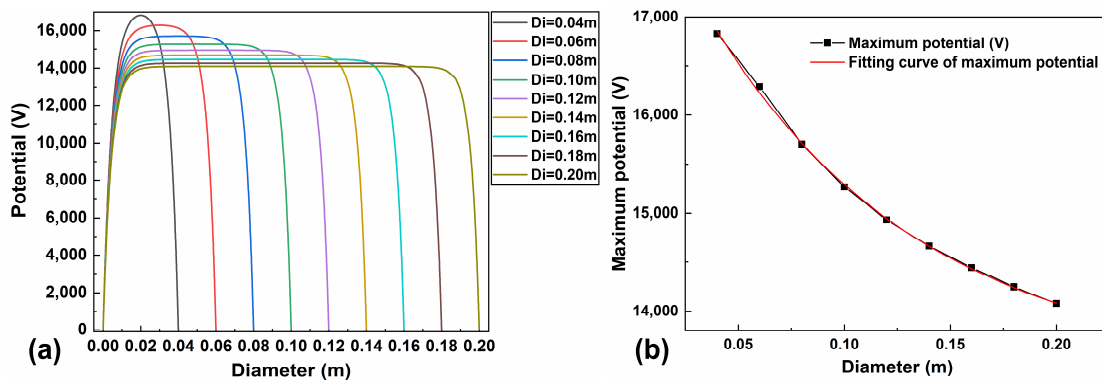 Potential (V)
16,000
14,000
12,000
10,000
8,000
6,000
4,000
2,000
0
0.00 0.02 0.04 0.06 0.08 0.10 0.12 0.14 0.16 0.18 0.20
Diameter (m)
(a)
Di=0.04m
Di=0.06m
Di=0.08m
Di=0.10m
Di=0.12m
Di=0.14m
Di=0.16m
Di=0.18m
Di=0.20m
Maximum potential (V)
17,000
16,000
15,000
14,000
0.05 0.10 0.15 0.20
Diameter (m)
(b)
Maximum potential (V)
Fitting curve of maximum potential